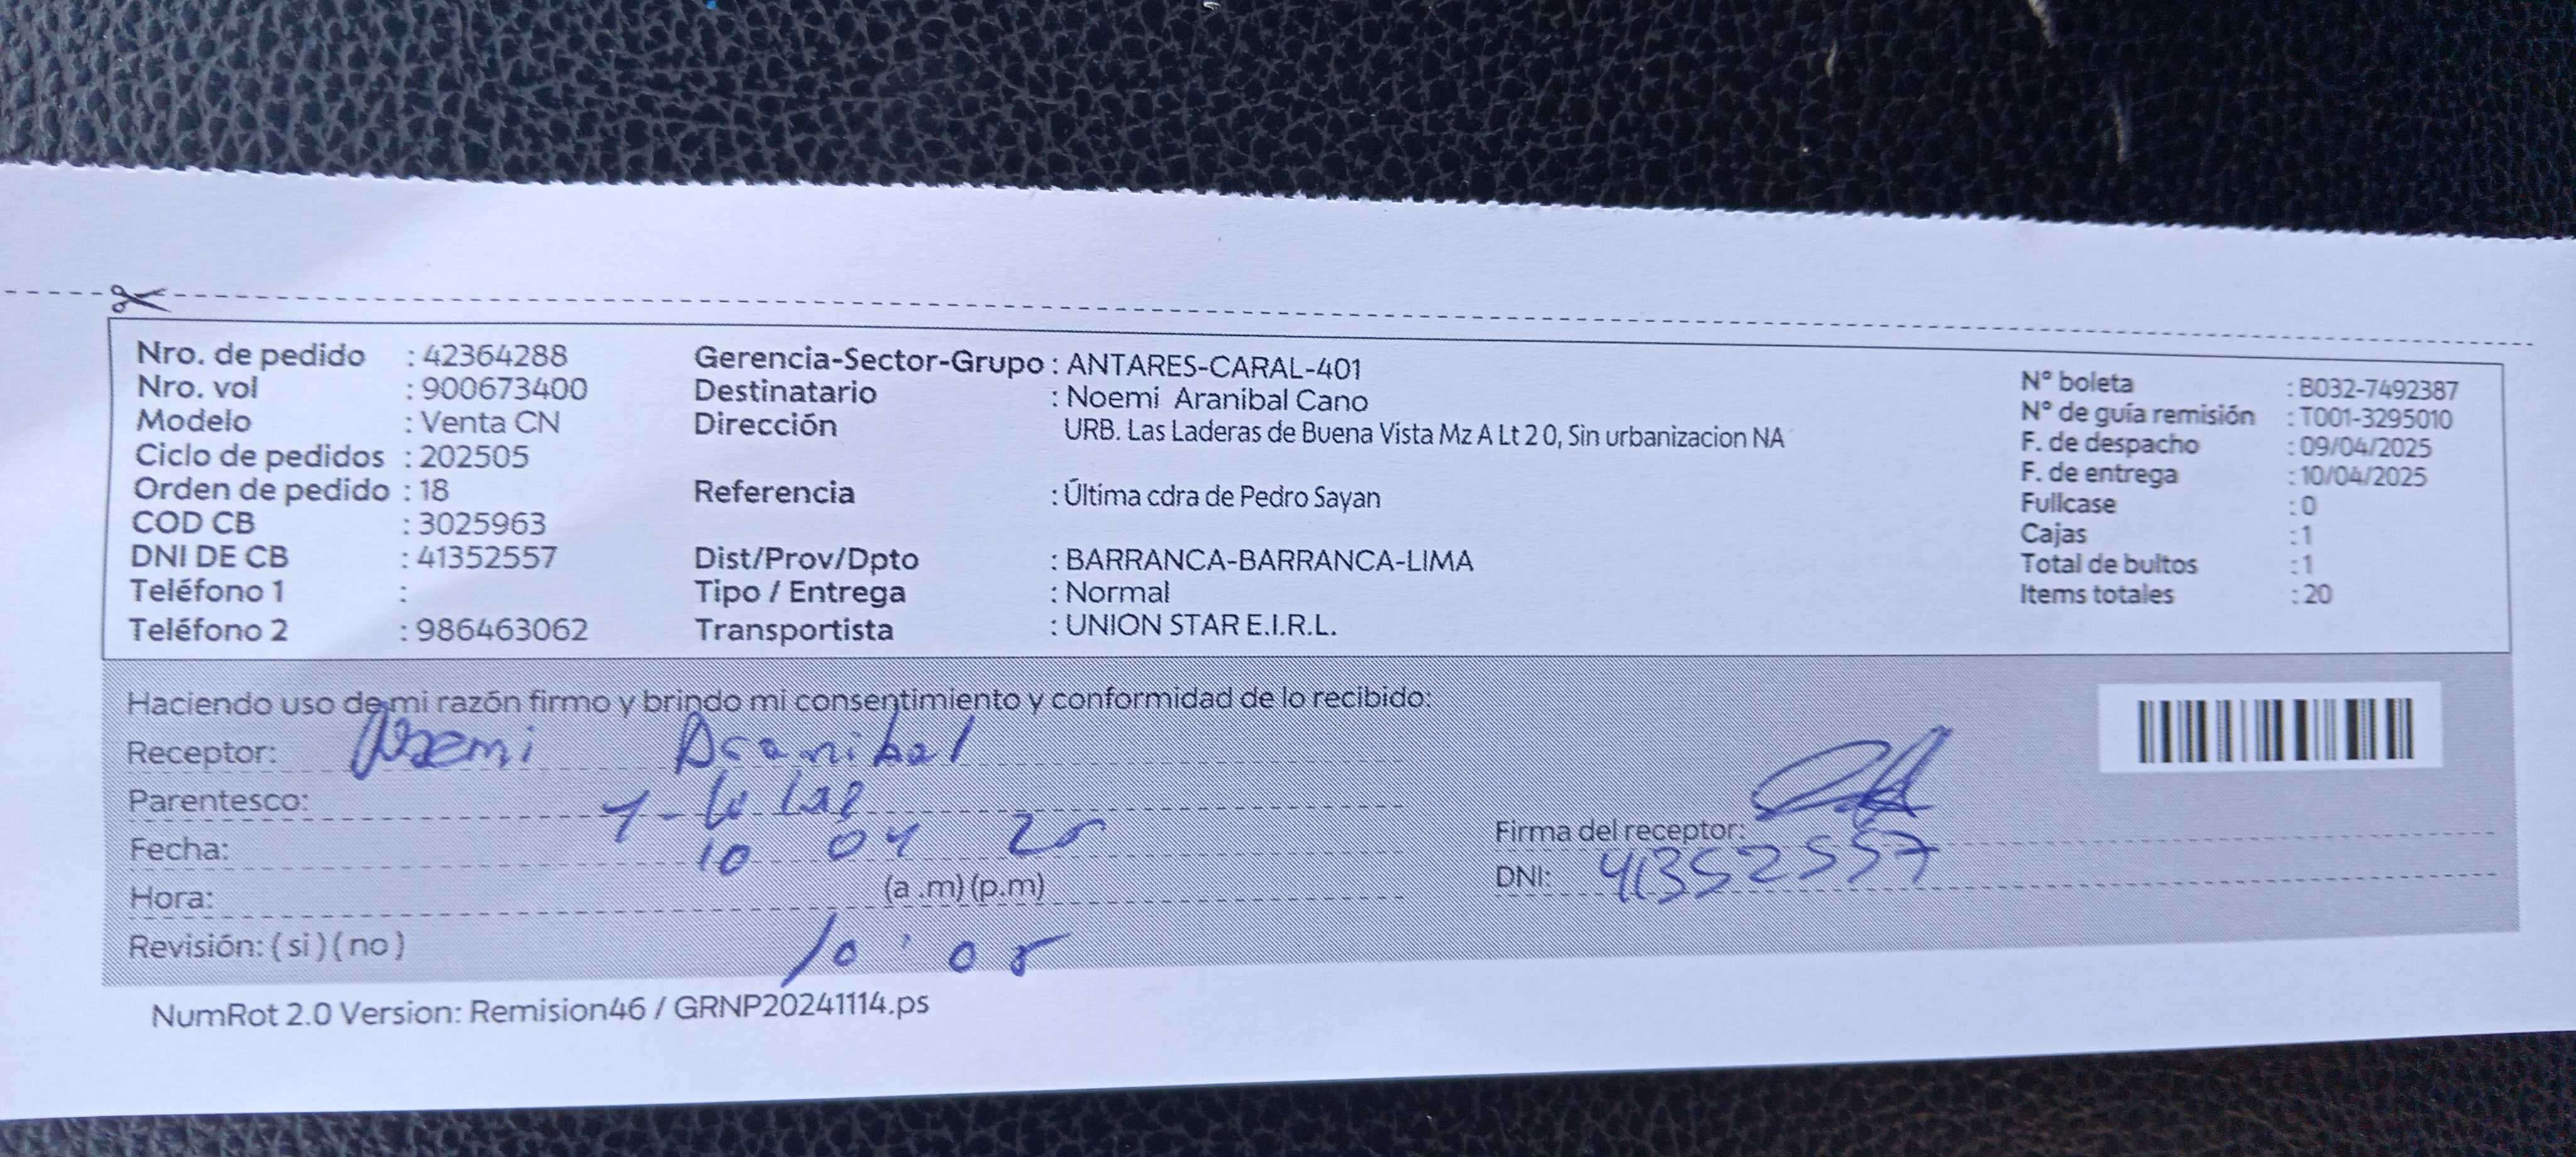 Nro. de pedido : 42364288
Nro. vol : 900673400
Modelo : Venta CN
Ciclo de pedidos : 202505
Orden de pedido : 18
COD CB : 3025963
DNI DE CB : 41352557
Teléfono 1 :
Teléfono 2 : 986463062
Gerencia-Sector-Grupo : ANTARES-CARAL-401
Destinatario : Noemi Aranibal Cano
Dirección URB. Las Laderas de Buena Vista Mz A Lt 2 0, Sin urbanizacion NA
Referencia : Última cdra de Pedro Sayan
Dist/Prov/Dpto : BARRANCA-BARRANCA-LIMA
Tipo / Entrega : Normal
Transportista : UNION STAR E.I.R.L.
N° boleta : B032-7492387
N° de guía remisión : T001-3295010
F. de despacho : 09/04/2025
F. de entrega : 10/04/2025
Fullcase : 0
Cajas : 1
Total de bultos : 1
Items totales : 20
Haciendo uso de mi razón firmo y brindo mi consentimiento y conformidad de lo recibido:
Receptor: Noemi Aranibal
Parentesco:
Fecha: 10 04 25
Hora: (a .m) (p.m)
Revisión: ( si ) ( no ) 10:05
Firma del receptor:
DNI: 41352557
NumRot 2.0 Version: Remision46 / GRNP20241114.ps